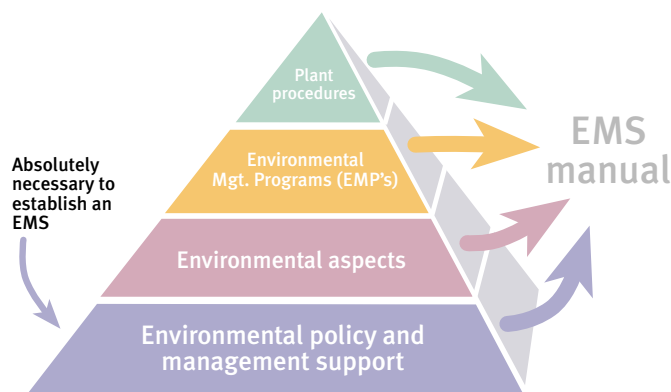 Plant
procedures
Environmental
Mgt. Programs (EMP's)
EMS
manual
Absolutely
necessary to
establish an
EMS
Environmental aspects
Environmental policy and
management support